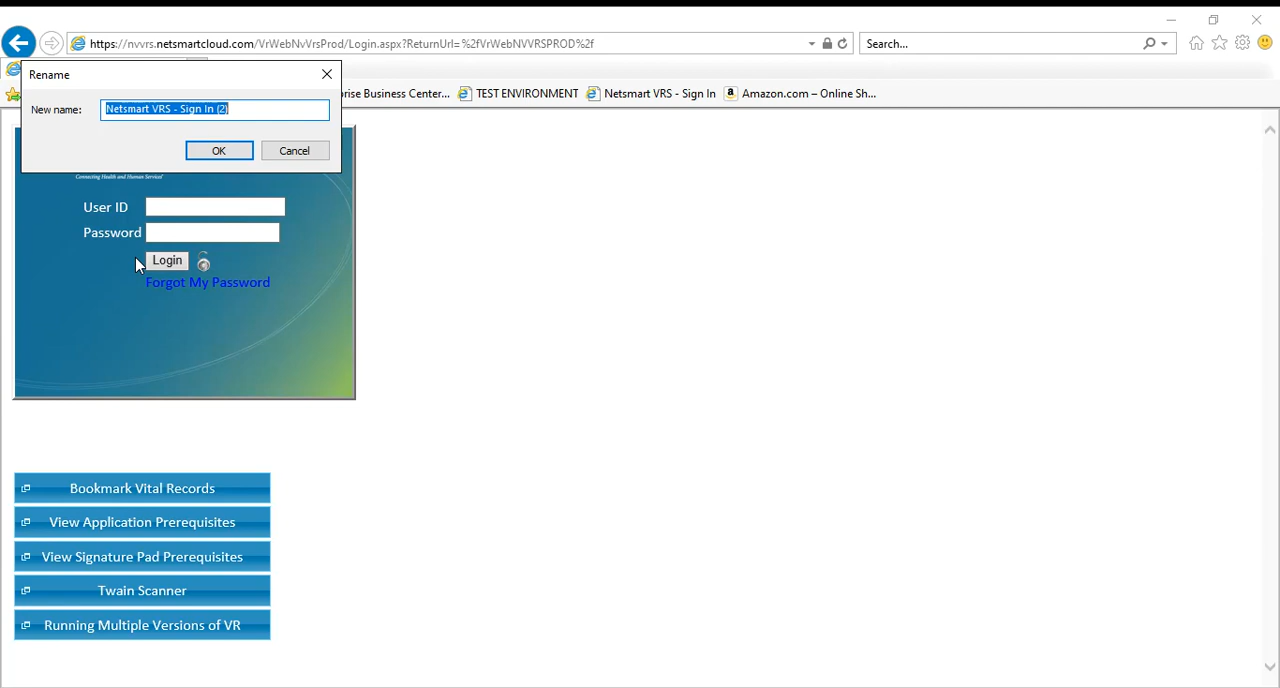 https://nvvrs.netsmartcloud.com/VrWebNvVrsProd/Login.aspx?ReturnUrl=%2fVrWebNVVRSPROD%2f
Search...
Rename
New name: Netsmart VRS - Sign In (2)
OK Cancel
rise Business Center... TEST ENVIRONMENT Netsmart VRS - Sign In Amazon.com – Online Sh...
Connecting Health and Human Services
User ID
Password
Login
Forgot My Password
Bookmark Vital Records
View Application Prerequisites
View Signature Pad Prerequisites
Twain Scanner
Running Multiple Versions of VR